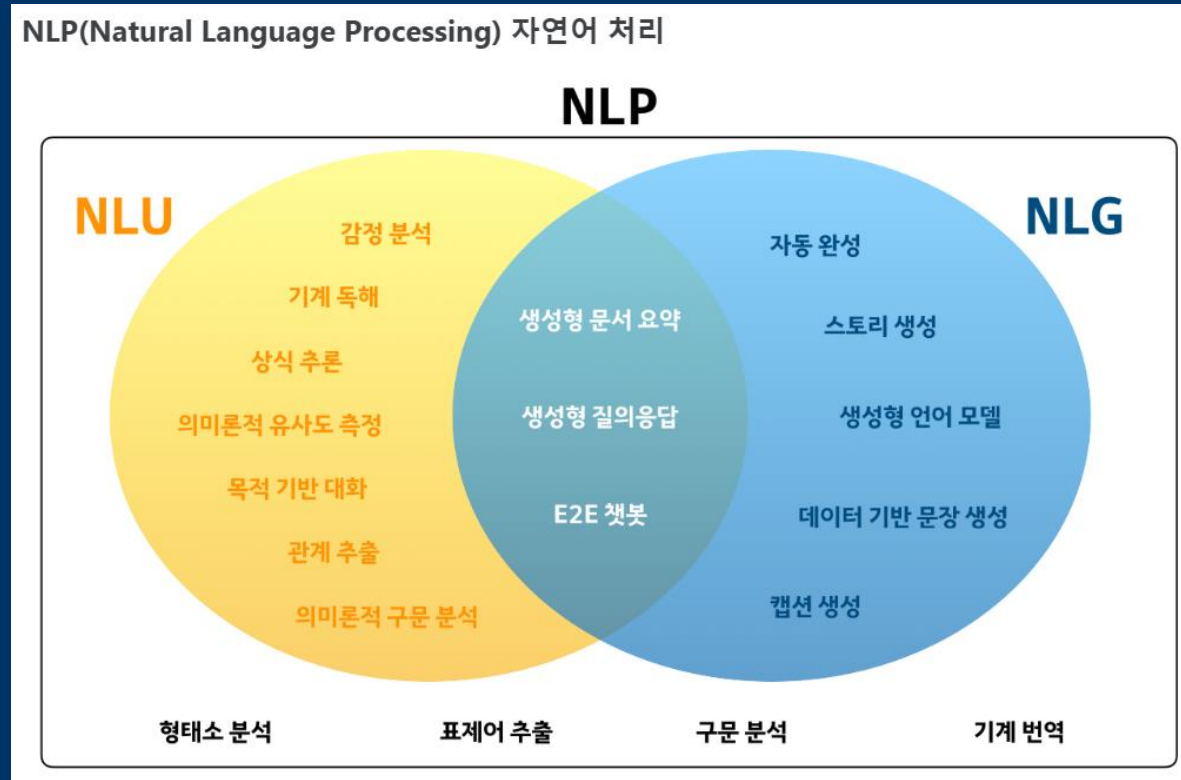 NLP(Natural Language Processing) 자연어 처리
NLP
NLU
감정 분석
기계 독해
상식 추론
의미론적 유사도 측정
목적 기반 대화
관계 추출
의미론적 구문 분석
생성형 문서 요약
생성형 질의응답
E2E 챗봇
NLG
자동 완성
스토리 생성
생성형 언어 모델
데이터 기반 문장 생성
캡션 생성
형태소 분석
표제어 추출
구문 분석
기계 번역